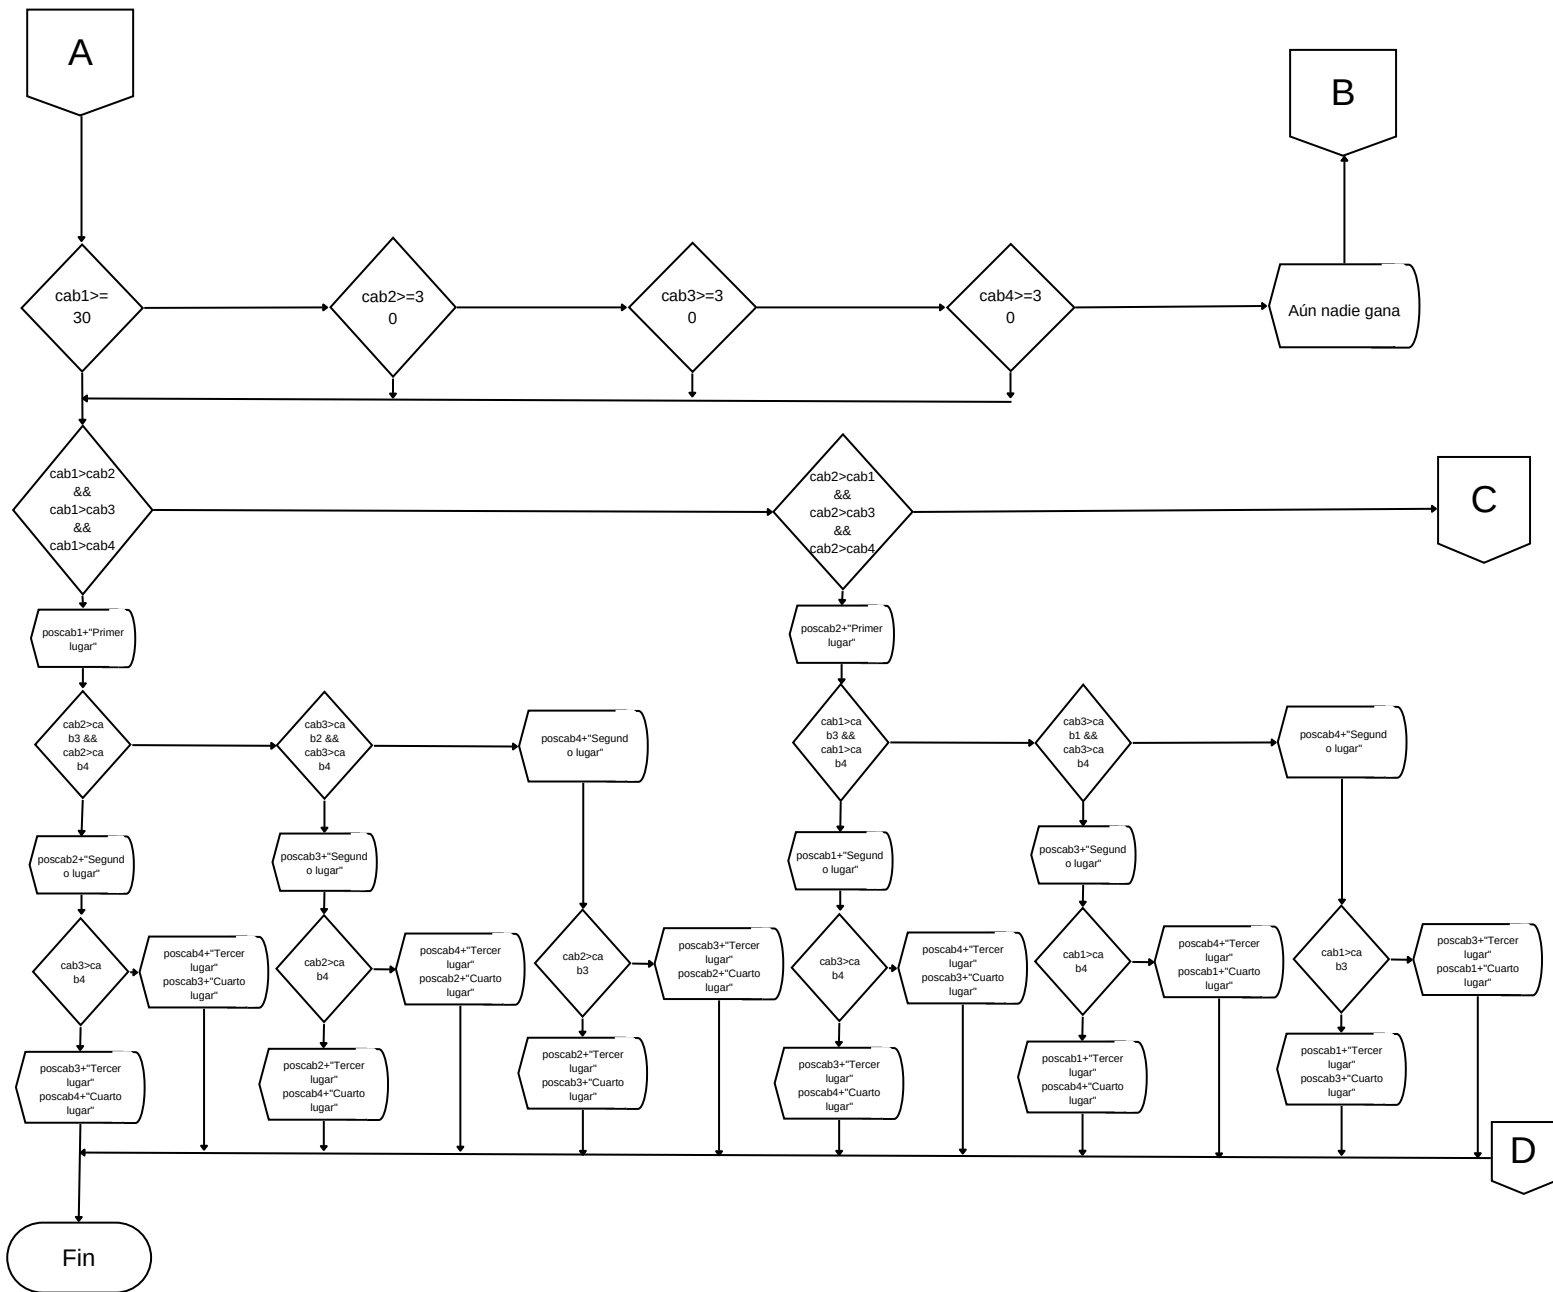 A
B
cab1>=
30
cab2>=3
0
cab3>=3
0
cab4>=3
0
Aún nadie gana
cab1>cab2
&&
cab1>cab3
&&
cab1>cab4
cab2>cab1
&&
cab2>cab3
&&
cab2>cab4
C
poscab1+"Primer
lugar"
poscab2+"Primer
lugar"
cab2>ca
b3 &&
cab2>ca
b4
cab3>ca
b2 &&
cab3>ca
b4
poscab4+"Segund
o lugar"
cab1>ca
b3 &&
cab1>ca
b4
cab3>ca
b1 &&
cab3>ca
b4
poscab4+"Segund
o lugar"
poscab2+"Segund
o lugar"
poscab3+"Segund
o lugar"
poscab1+"Segund
o lugar"
poscab3+"Segund
o lugar"
cab3>ca
b4
poscab4+"Tercer
lugar"
poscab3+"Cuarto
lugar"
cab2>ca
b4
poscab4+"Tercer
lugar"
poscab2+"Cuarto
lugar"
cab2>ca
b3
poscab3+"Tercer
lugar"
poscab2+"Cuarto
lugar"
cab3>ca
b4
poscab4+"Tercer
lugar"
poscab3+"Cuarto
lugar"
cab1>ca
b4
poscab4+"Tercer
lugar"
poscab1+"Cuarto
lugar"
cab1>ca
b3
poscab3+"Tercer
lugar"
poscab1+"Cuarto
lugar"
poscab3+"Tercer
lugar"
poscab4+"Cuarto
lugar"
poscab2+"Tercer
lugar"
poscab4+"Cuarto
lugar"
poscab2+"Tercer
lugar"
poscab3+"Cuarto
lugar"
poscab3+"Tercer
lugar"
poscab4+"Cuarto
lugar"
poscab1+"Tercer
lugar"
poscab4+"Cuarto
lugar"
poscab1+"Tercer
lugar"
poscab3+"Cuarto
lugar"
D
Fin